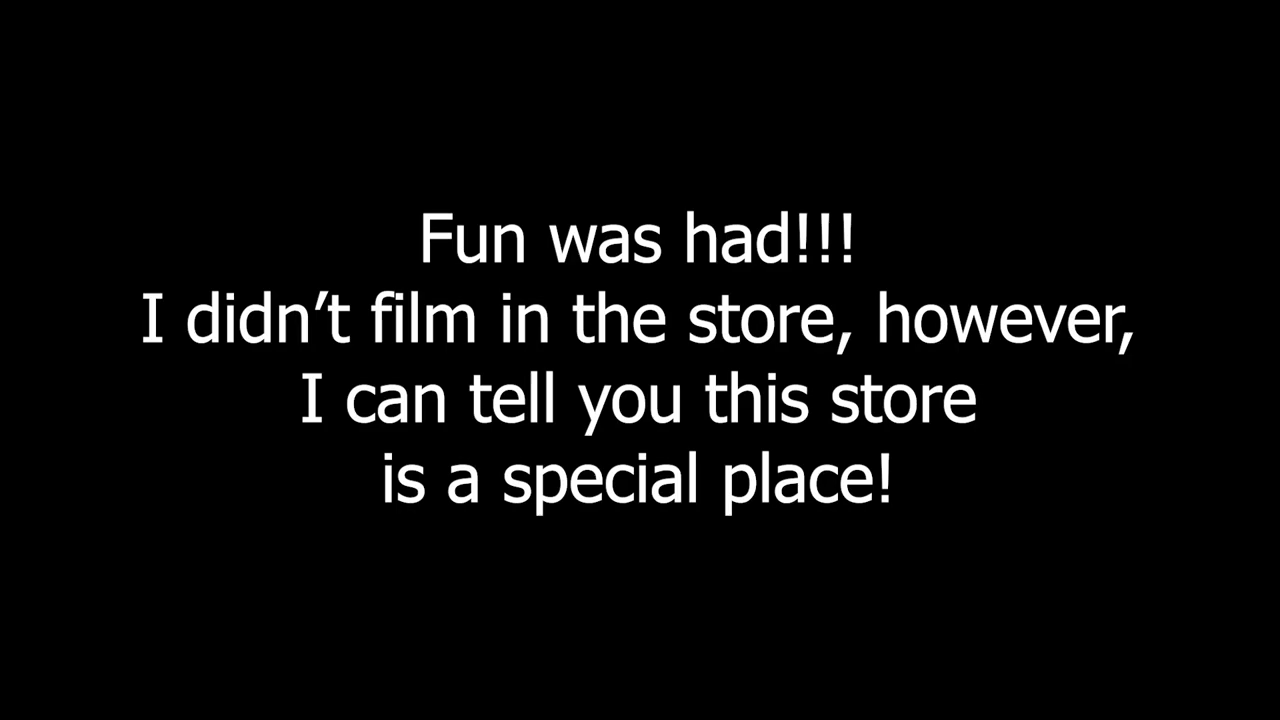 Fun was had!!!
I didn’t film in the store, however,
I can tell you this store
is a special place!